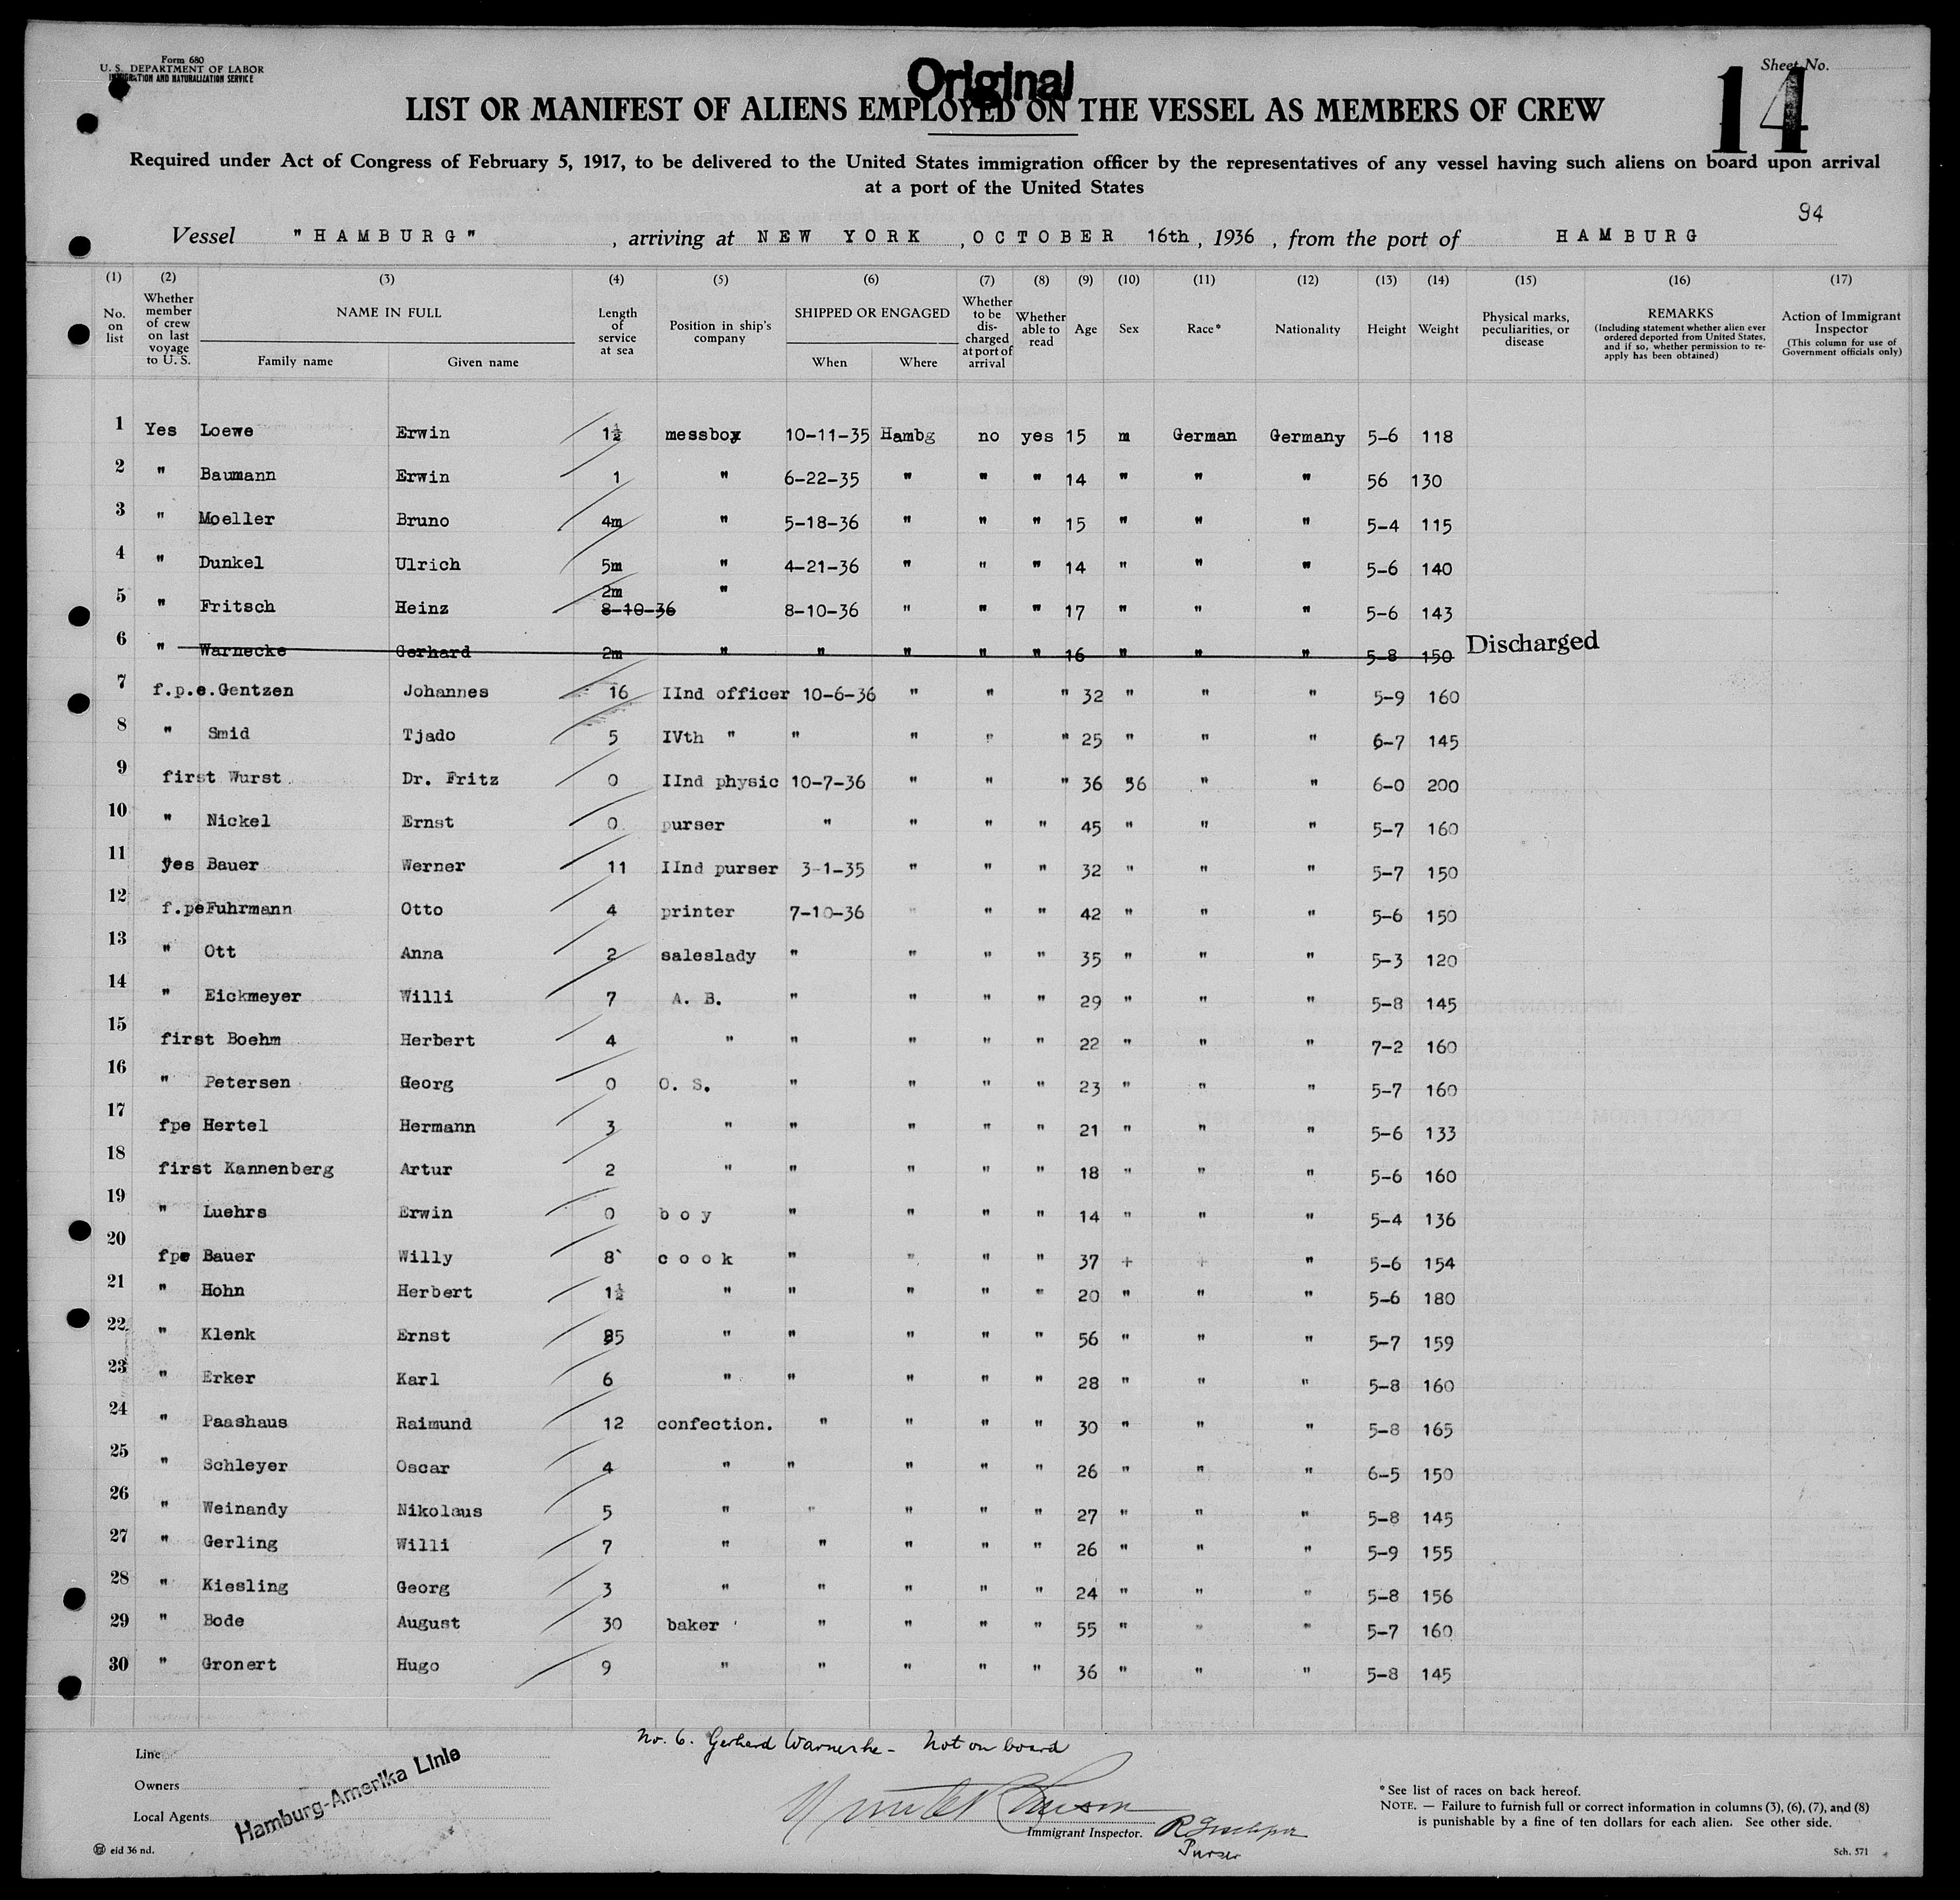 Form 680
U. S. DEPARTMENT OF LABOR
IMMIGRATION AND NATURALIZATION SERVICE
Original
Sheet No.
14
LIST OR MANIFEST OF ALIENS EMPLOYED ON THE VESSEL AS MEMBERS OF CREW
Required under Act of Congress of February 5, 1917, to be delivered to the United States immigration officer by the representatives of any vessel having such aliens on board upon arrival
at a port of the United States
94
Vessel "HAMBURG", arriving at NEW YORK, OCTOBER 16th, 1936, from the port of HAMBURG
(1) (2) (3) (4) (5) (6) (7) (8) (9) (10) (11) (12) (13) (14) (15) (16) (17)
No. on list Whether member of crew on last voyage to U. S. NAME IN FULL Family name Given name Length of service at sea Position in ship's company SHIPPED OR ENGAGED When Where Whether to be discharged at port of arrival Whether able to read Age Sex Race* Nationality Height Weight Physical marks, peculiarities, or disease REMARKS (Including statement whether alien ever ordered deported from United States, and if so, whether permission to reapply has been obtained) Action of Immigrant Inspector (This column for use of Government officials only)
1 Yes Loewe Erwin 1½ messboy 10-11-35 Hambg no yes 15 m German Germany 5-6 118
2 " Baumann Erwin 1 " 6-22-35 " " " 14 " " " 56 130
3 " Moeller Bruno 4m " 5-18-36 " " " 15 " " " 5-4 115
4 " Dunkel Ulrich 5m " 4-21-36 " " " 14 " " " 5-6 140
5 " Fritsch Heinz 2m 8-10-36 " 8-10-36 " " " 17 " " " 5-6 143
6 " Warnecke Gerhard 2m " " " " " 16 " " " 5-8 150 Discharged
7 f.p.e. Gentzen Johannes 16 IInd officer 10-6-36 " " " 32 " " " 5-9 160
8 " Smid Tjado 5 IVth " " " " " 25 " " " 6-7 145
9 first Wurst Dr. Fritz 0 IInd physic 10-7-36 " " " 36 36 " " 6-0 200
10 " Nickel Ernst 0 purser " " " " 45 " " " 5-7 160
11 yes Bauer Werner 11 IInd purser 3-1-35 " " " 32 " " " 5-7 150
12 f.pe Fuhrmann Otto 4 printer 7-10-36 " " " 42 " " " 5-6 150
13 " Ott Anna 2 saleslady " " " " 35 " " " 5-3 120
14 " Eickmeyer Willi 7 A. B. " " " " 29 " " " 5-8 145
15 first Boehm Herbert 4 " " " " " 22 " " " 7-2 160
16 " Petersen Georg 0 O. S. " " " " 23 " " " 5-7 160
17 fpe Hertel Hermann 3 " " " " " 21 " " " 5-6 133
18 first Kannenberg Artur 2 " " " " " 18 " " " 5-6 160
19 " Luehrs Erwin 0 boy " " " " 14 " " " 5-4 136
20 fpe Bauer Willy 8 cook " " " " 37 + + " 5-6 154
21 " Hohn Herbert 1½ " " " " " 20 " " " 5-6 180
22 " Klenk Ernst 35 " " " " " 56 " " " 5-7 159
23 " Erker Karl 6 " " " " " 28 " " " 5-8 160
24 " Paashaus Raimund 12 confection. " " " " 30 " " " 5-8 165
25 " Schleyer Oscar 4 " " " " " 26 " " " 6-5 150
26 " Weinandy Nikolaus 5 " " " " " 27 " " " 5-8 145
27 " Gerling Willi 7 " " " " " 26 " " " 5-9 155
28 " Kiesling Georg 3 " " " " " 24 " " " 5-8 156
29 " Bode August 30 baker " " " " 55 " " " 5-7 160
30 " Gronert Hugo 9 " " " " " 36 " " " 5-8 145
No. 6. Gerhard Warneske - Not on board
Line
Owners
Local Agents
Hamburg-Amerika Linie
Immigrant Inspector.
Purser
*See list of races on back hereof.
NOTE. — Failure to furnish full or correct information in columns (3), (6), (7), and (8)
is punishable by a fine of ten dollars for each alien. See other side.
eid 36 nd.
Sch. 571